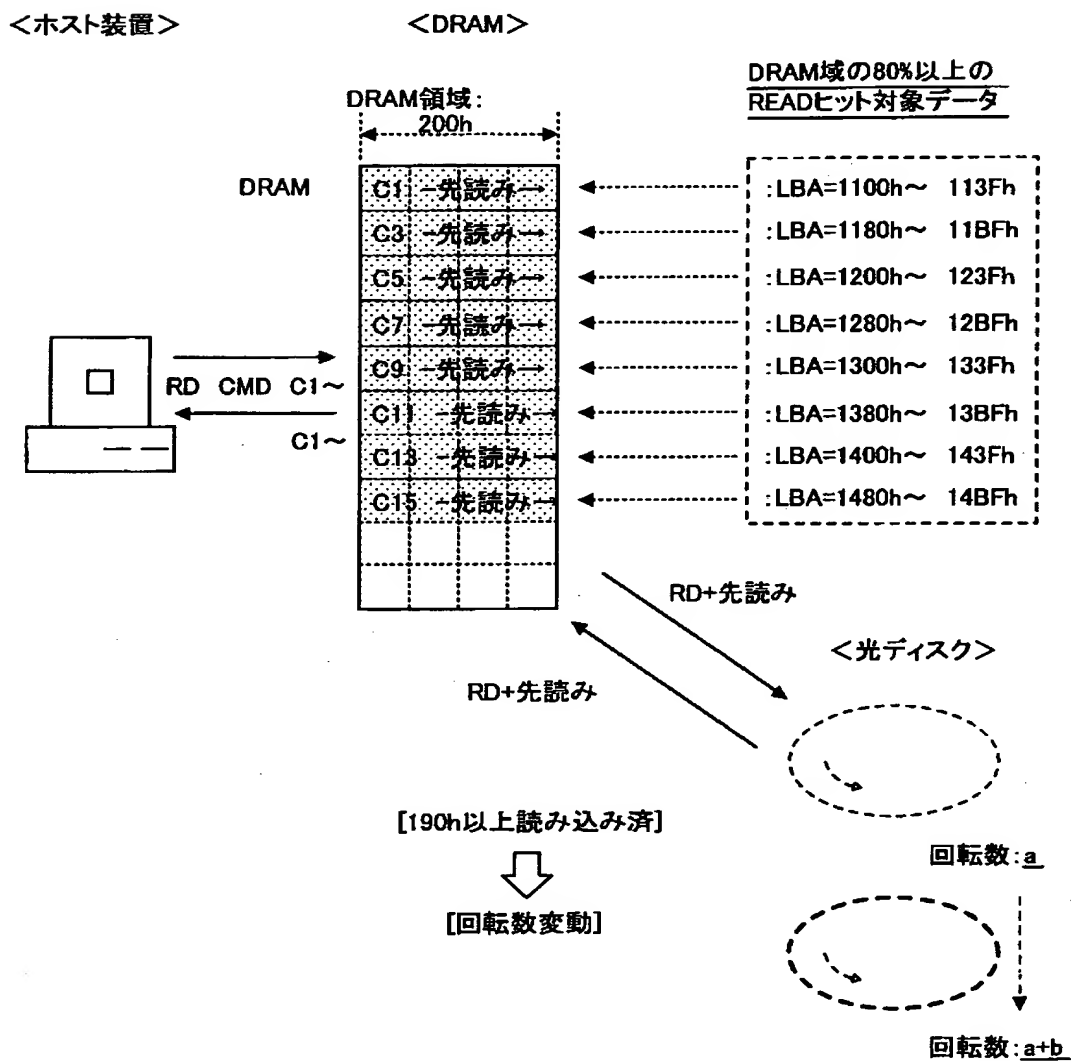 ＜ホスト装置＞
＜DRAM＞
DRAM域の80%以上の
READヒット対象データ
DRAM領域:
200h
DRAM
C1 先読み
C3 先読み
C5 先読み
C7 先読み
C9 先読み
C11 先読み
C13 先読み
C15 先読み
:LBA=1100h～ 113Fh
:LBA=1180h～ 11BFh
:LBA=1200h～ 123Fh
:LBA=1280h～ 12BFh
:LBA=1300h～ 133Fh
:LBA=1380h～ 13BFh
:LBA=1400h～ 143Fh
:LBA=1480h～ 14BFh
RD CMD C1～
C1～
RD+先読み
RD+先読み
＜光ディスク＞
[190h以上読み込み済]
[回転数変動]
回転数:a
回転数:a+b